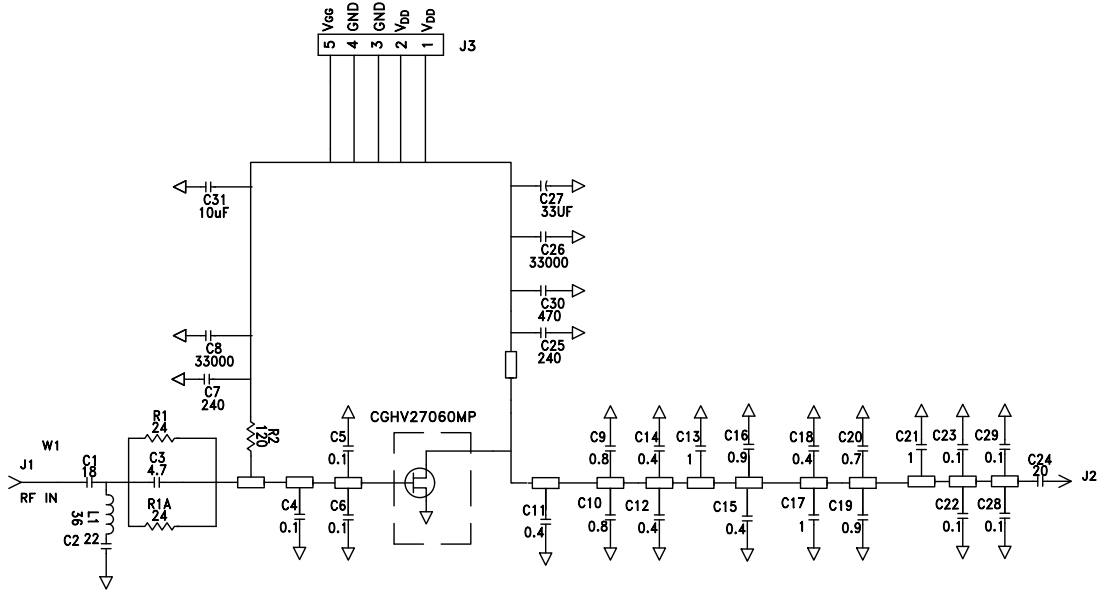 5 VGG
4 GND
3 GND
2 VDD
1 VDD
J3
C31
10uF
C27
33UF
C26
33000
C30
470
C25
240
C8
33000
C7
240
R2
120
CGHV27060MP
W1
J1
RF IN
C1
18
R1
24
C3
4.7
R1A
24
L1
36
C2 22
C4
0.1
C5
0.1
C6
0.1
C11
0.4
C9
0.8
C10
0.8
C14
0.4
C12
0.4
C13
1
C16
0.9
C15
0.4
C18
0.4
C17
1
C20
0.7
C19
0.9
C21
1
C23
0.1
C22
0.1
C29
0.1
C28
0.1
C24
20
J2